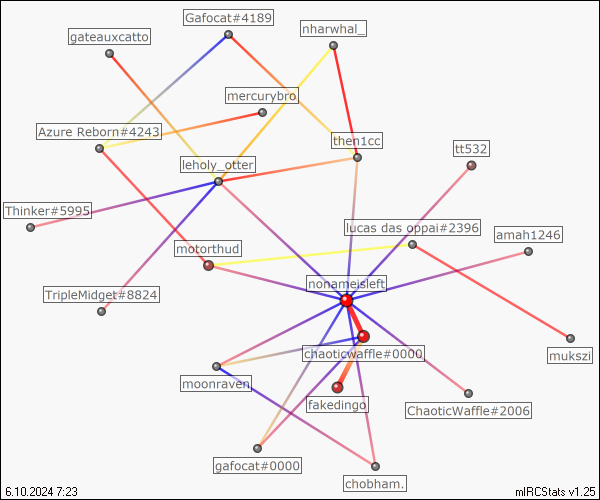 Gafocat#4189
nharwhal_
gateauxcatto
mercurybro
Azure Reborn#4243
then1cc
tt532
leholy_otter
Thinker#5995
lucas das oppai#2396
amah1246
motorthud
nonameisleft
TripleMidget#8824
chaoticwaffle#0000
mukszi
moonraven
fakedingo
ChaoticWaffle#2006
gafocat#0000
chobham.
6.10.2024 7:23
mIRCStats v1.25